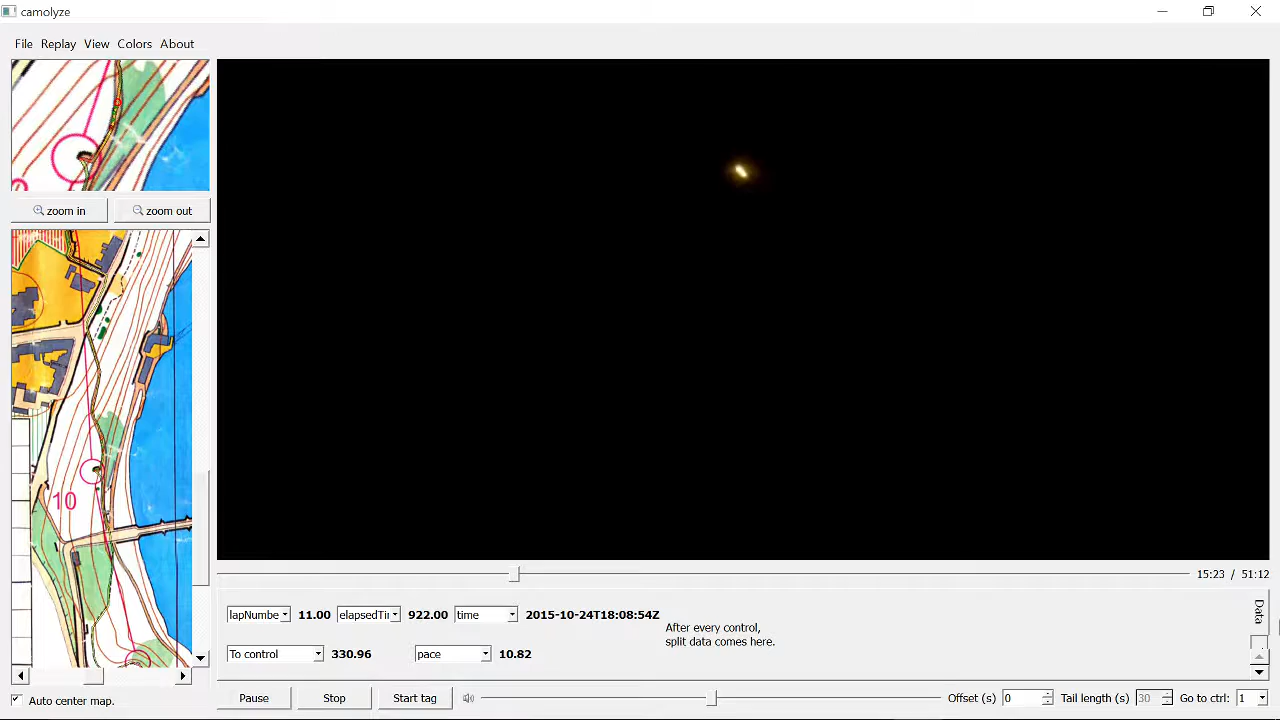 camolyze
File Replay View Colors About
zoom in zoom out
10
15:23 / 51:12
lapNumbe 11.00 elapsedTii 922.00 time 2015-10-24T18:08:54Z
After every control,
split data comes here.
To control 330.96 pace 10.82
Data
Auto center map.
Pause Stop Start tag Offset (s) 0 Tail length (s) 30 Go to ctrl: 1